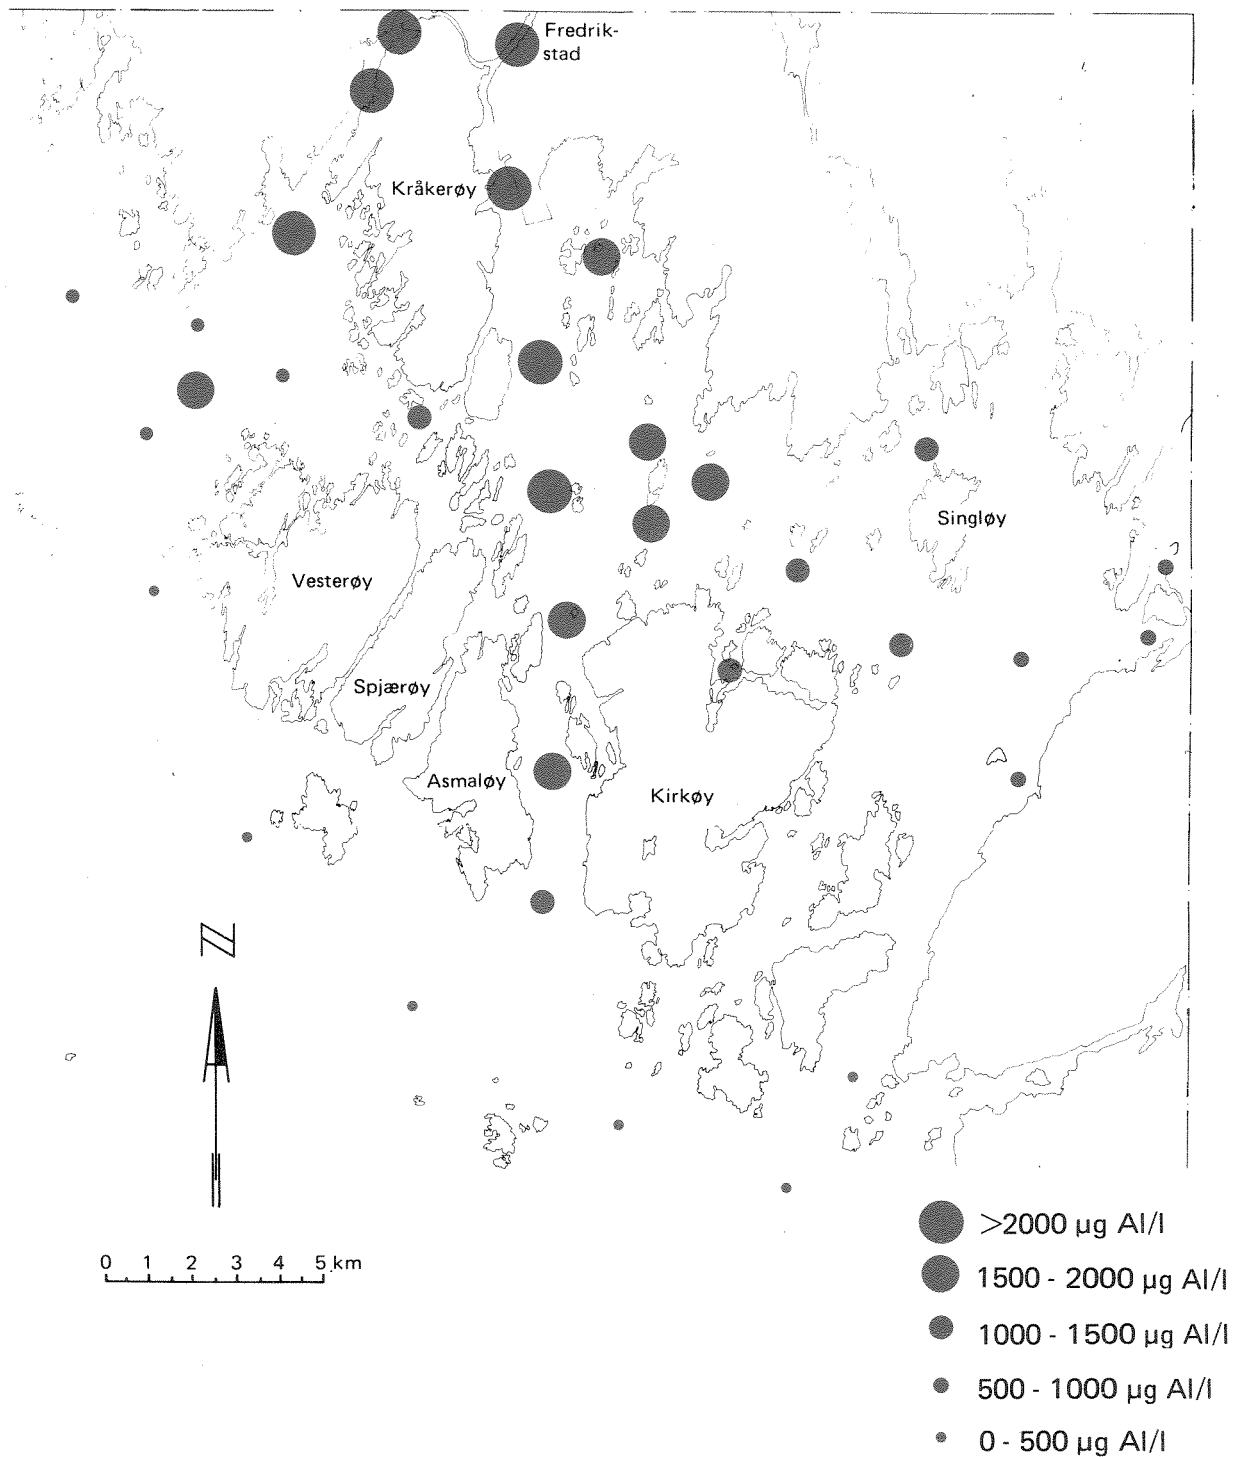 Fredrik-
stad
Kråkerøy
Singløy
Vesterøy
Spjærøy
Asmaløy
Kirkøy
N
0 1 2 3 4 5 km
>2000 µg Al/l
1500 - 2000 µg Al/l
1000 - 1500 µg Al/l
500 - 1000 µg Al/l
0 - 500 µg Al/l